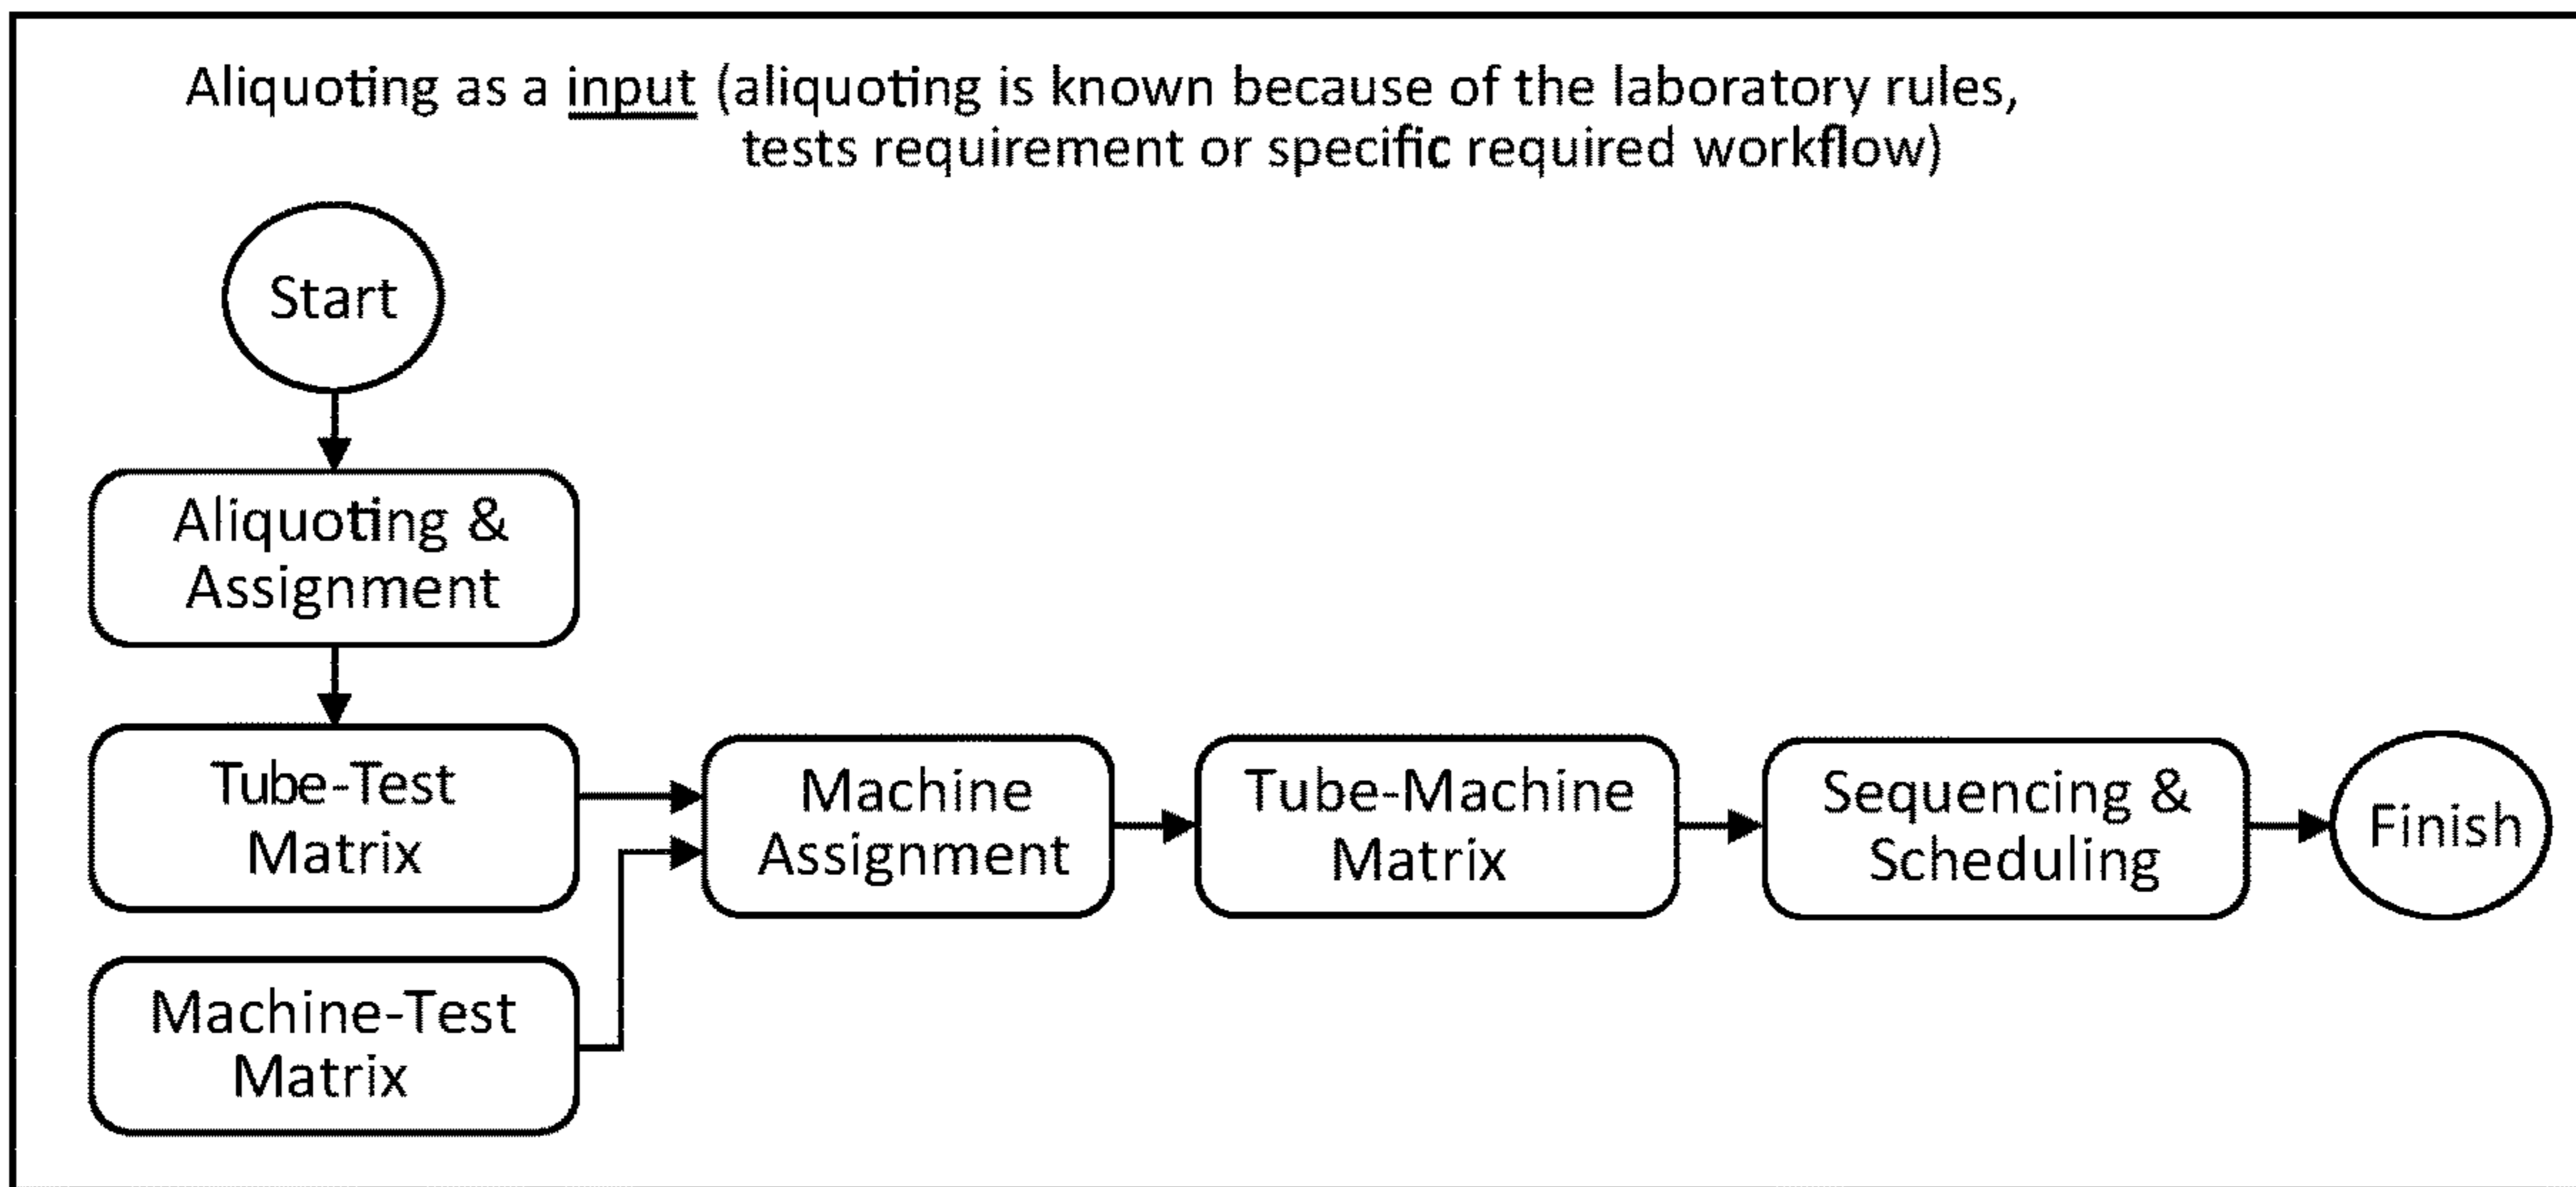 Aliquoting as a input (aliquoting is known because of the laboratory rules,
tests requirement or specific required workflow)
Start
Aliquoting &
Assignment
Tube-Test
Matrix
Machine-Test
Matrix
Machine
Assignment
Tube-Machine
Matrix
Sequencing &
Scheduling
Finish